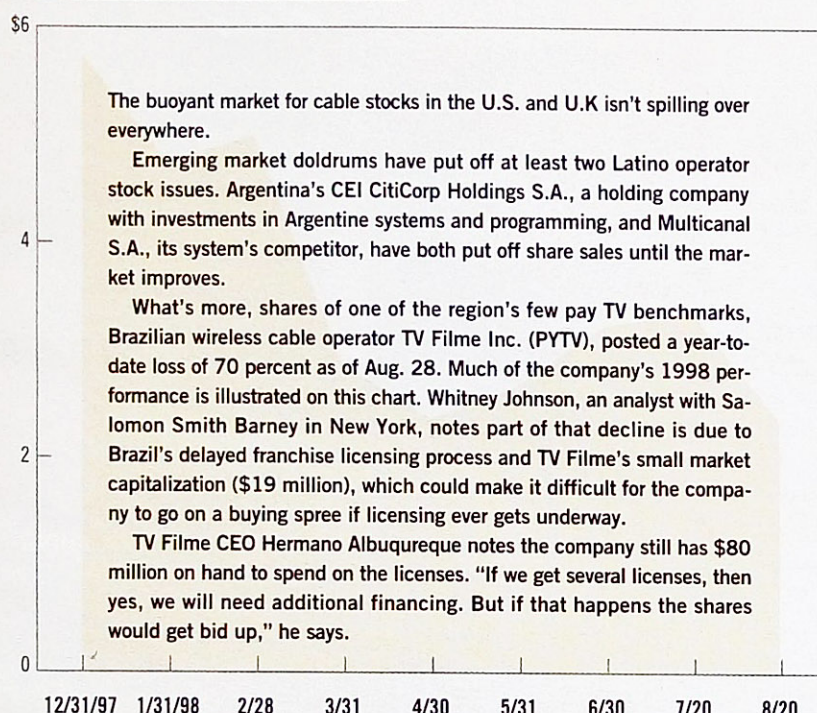 $6
The buoyant market for cable stocks in the U.S. and U.K isn't spilling over
everywhere.
Emerging market doldrums have put off at least two Latino operator
stock issues. Argentina's CEI CitiCorp Holdings S.A., a holding company
with investments in Argentine systems and programming, and Multicanal
S.A., its system's competitor, have both put off share sales until the mar-
ket improves.
4
What's more, shares of one of the region's few pay TV benchmarks,
Brazilian wireless cable operator TV Filme Inc. (PYTV), posted a year-to-
date loss of 70 percent as of Aug. 28. Much of the company's 1998 per-
formance is illustrated on this chart. Whitney Johnson, an analyst with Sa-
lomon Smith Barney in New York, notes part of that decline is due to
Brazil's delayed franchise licensing process and TV Filme's small market
capitalization ($19 million), which could make it difficult for the compa-
ny to go on a buying spree if licensing ever gets underway.
2
TV Filme CEO Hermano Albuqureque notes the company still has $80
million on hand to spend on the licenses. “If we get several licenses, then
yes, we will need additional financing. But if that happens the shares
would get bid up,” he says.
0
12/31/97 1/31/98 2/28 3/31 4/30 5/31 6/30 7/20 8/20